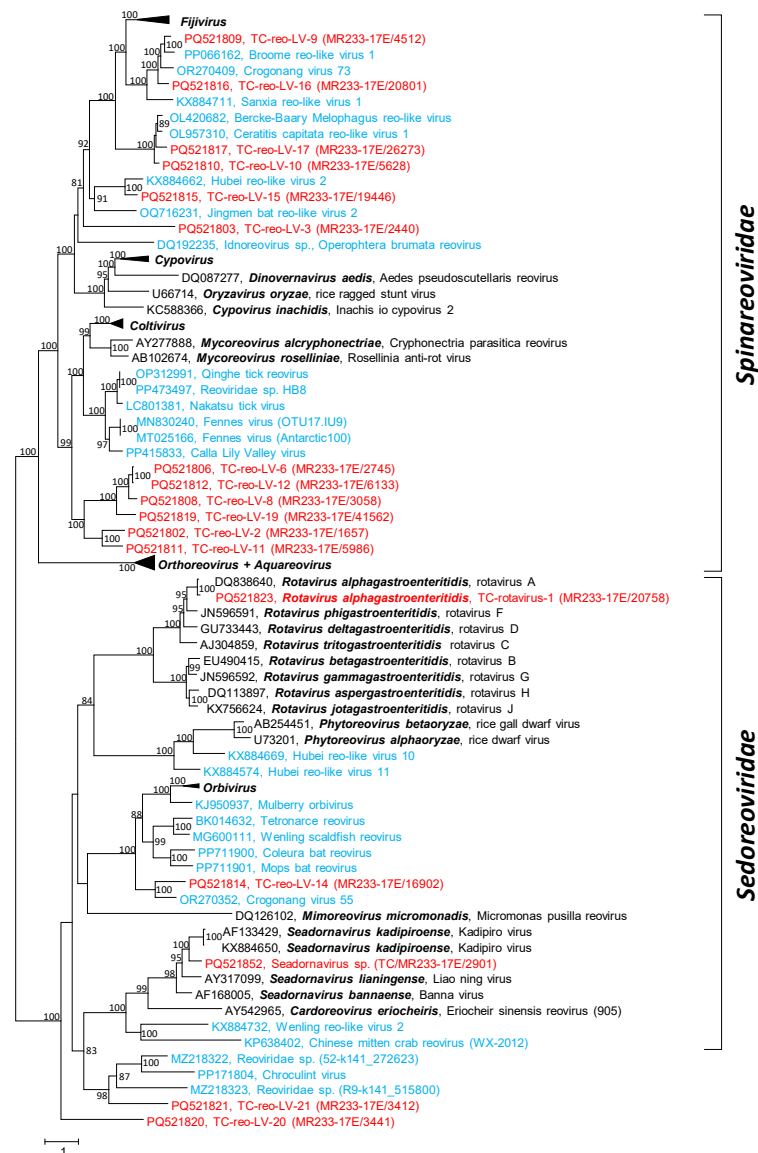 Fijivirus
PQ521809, TC-reo-LV-9 (MR233-17E/4512)
PP066162, Broome reo-like virus 1
OR270409, Crogonang virus 73
PQ521816, TC-reo-LV-16 (MR233-17E/20801)
KX884711, Sanxia reo-like virus 1
OL420682, Bercke-Baary Melophagus reo-like virus
OL957310, Ceratitis capitata reo-like virus 1
PQ521817, TC-reo-LV-17 (MR233-17E/26273)
PQ521810, TC-reo-LV-10 (MR233-17E/5628)
KX884662, Hubei reo-like virus 2
PQ521815, TC-reo-LV-15 (MR233-17E/19446)
OQ716231, Jingmen bat reo-like virus 2
PQ521803, TC-reo-LV-3 (MR233-17E/2440)
DQ192235, Idnoreovirus sp., Operophtera brumata reovirus
Cypovirus
DQ087277, Dinovernavirus aedis, Aedes pseudoscutellaris reovirus
U66714, Oryzavirus oryzae, rice ragged stunt virus
KC588366, Cypovirus inachidis, Inachis io cypovirus 2
Coltivirus
AY277888, Mycoreovirus alcryphonectriae, Cryphonectria parasitica reovirus
AB102674, Mycoreovirus roselliniae, Rosellinia anti-rot virus
OP312991, Qinghe tick reovirus
PP473497, Reoviridae sp. HB8
LC801381, Nakatsu tick virus
MN830240, Fennes virus (OTU17.IU9)
MT025166, Fennes virus (Antarctic100)
PP415833, Calla Lily Valley virus
PQ521806, TC-reo-LV-6 (MR233-17E/2745)
PQ521812, TC-reo-LV-12 (MR233-17E/6133)
PQ521808, TC-reo-LV-8 (MR233-17E/3058)
PQ521819, TC-reo-LV-19 (MR233-17E/41562)
PQ521802, TC-reo-LV-2 (MR233-17E/1657)
PQ521811, TC-reo-LV-11 (MR233-17E/5986)
Orthoreovirus + Aquareovirus
Spinareoviridae
DQ838640, Rotavirus alphagastroenteritidis, rotavirus A
PQ521823, Rotavirus alphagastroenteritidis, TC-rotavirus-1 (MR233-17E/20758)
JN596591, Rotavirus phigastroenteritidis, rotavirus F
GU733443, Rotavirus deltagastroenteritidis, rotavirus D
AJ304859, Rotavirus tritogastroenteritidis, rotavirus C
EU490415, Rotavirus betagastroenteritidis, rotavirus B
JN596592, Rotavirus gammagastroenteritidis, rotavirus G
DQ113897, Rotavirus aspergastroenteritidis, rotavirus H
KX756624, Rotavirus jotagastroenteritidis, rotavirus J
AB254451, Phytoreovirus betaoryzae, rice gall dwarf virus
U73201, Phytoreovirus alphaoryzae, rice dwarf virus
KX884669, Hubei reo-like virus 10
KX884574, Hubei reo-like virus 11
Orbivirus
KJ950937, Mulberry orbivirus
BK014632, Tetronarce reovirus
MG600111, Wenling scaldfish reovirus
PP711900, Coleura bat reovirus
PP711901, Mops bat reovirus
PQ521814, TC-reo-LV-14 (MR233-17E/16902)
OR270352, Crogonang virus 55
DQ126102, Mimoreovirus micromonadis, Micromonas pusilla reovirus
AF133429, Seadornavirus kadipiroense, Kadipiro virus
KX884650, Seadornavirus kadipiroense, Kadipiro virus
PQ521852, Seadornavirus sp. (TC/MR233-17E/2901)
AY317099, Seadornavirus lianingense, Liao ning virus
AF168005, Seadornavirus bannaense, Banna virus
AY542965, Cardoreovirus eriocheiris, Eriocheir sinensis reovirus (905)
KX884732, Wenling reo-like virus 2
KP638402, Chinese mitten crab reovirus (WX-2012)
Sedoreoviridae
MZ218322, Reoviridae sp. (52-k141_272623)
PP171804, Chroculint virus
MZ218323, Reoviridae sp. (R9-k141_515800)
PQ521821, TC-reo-LV-21 (MR233-17E/3412)
PQ521820, TC-reo-LV-20 (MR233-17E/3441)
1